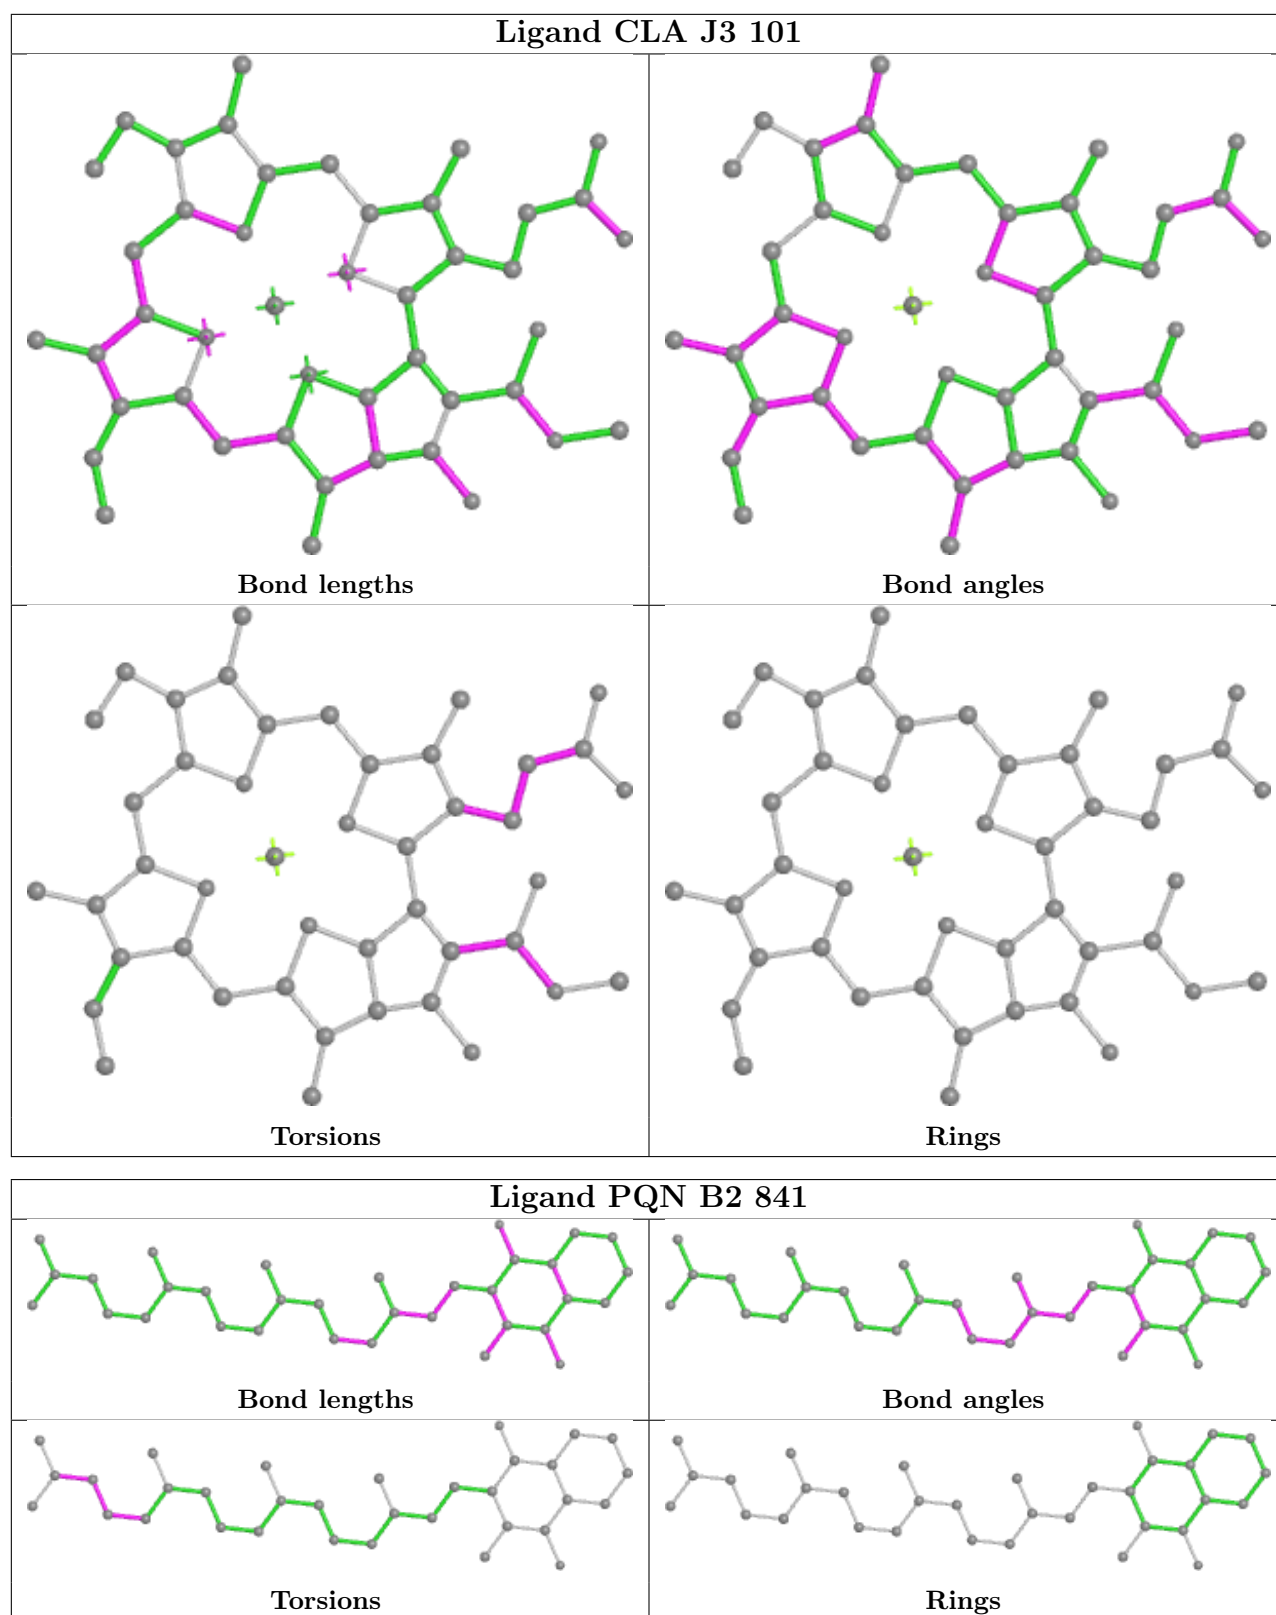 Ligand CLA J3 101
Bond lengths
Bond angles
Torsions
Rings
Ligand PQN B2 841
Bond lengths
Bond angles
Torsions
Rings